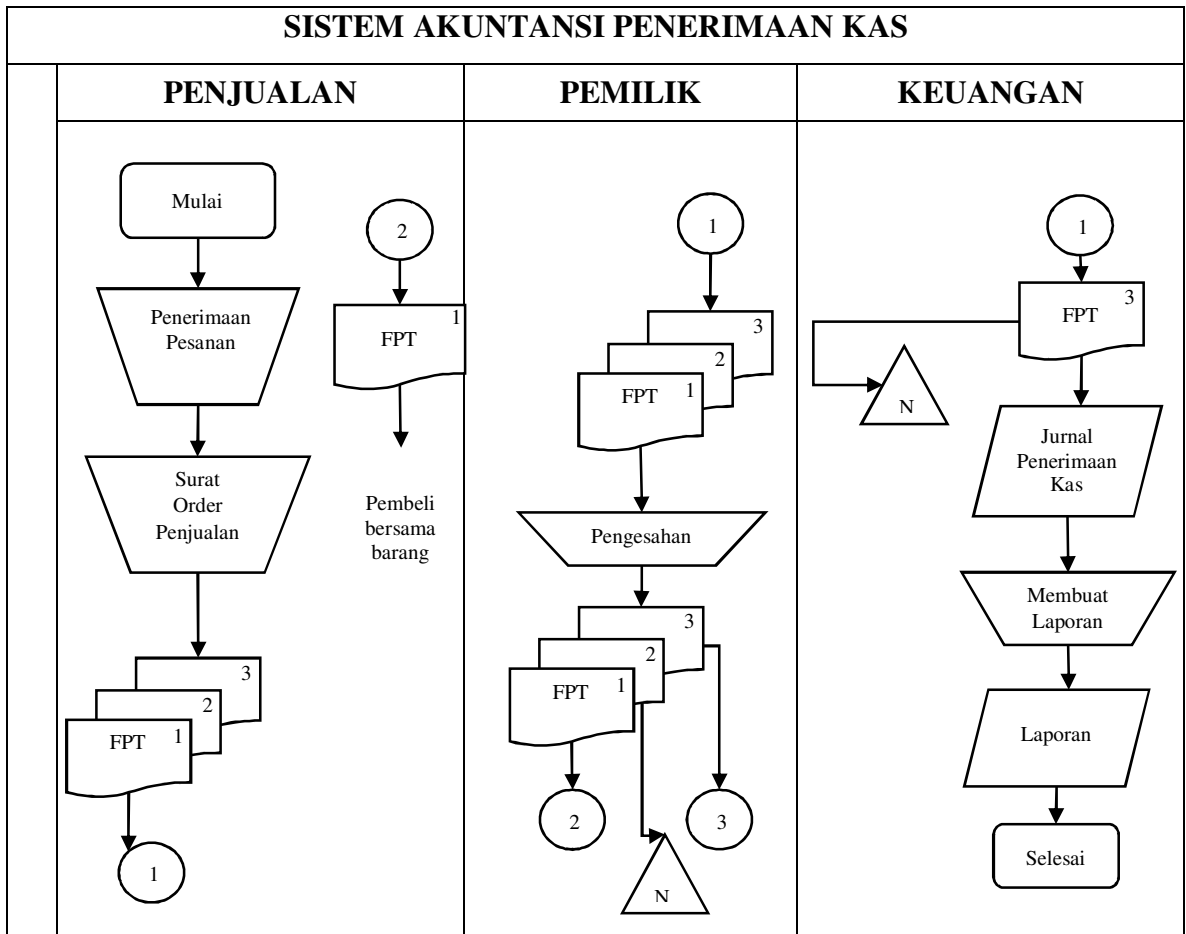 SISTEM AKUNTANSI PENERIMAAN KAS
PENJUALAN
PEMILIK
KEUANGAN
Mulai
Penerimaan
Pesanan
Surat
Order
Penjualan
3
2
FPT 1
1
2
1
FPT
Pembeli
bersama
barang
1
3
2
FPT 1
Pengesahan
3
2
FPT 1
2
3
N
1
3
FPT
N
Jurnal
Penerimaan
Kas
Membuat
Laporan
Laporan
Selesai